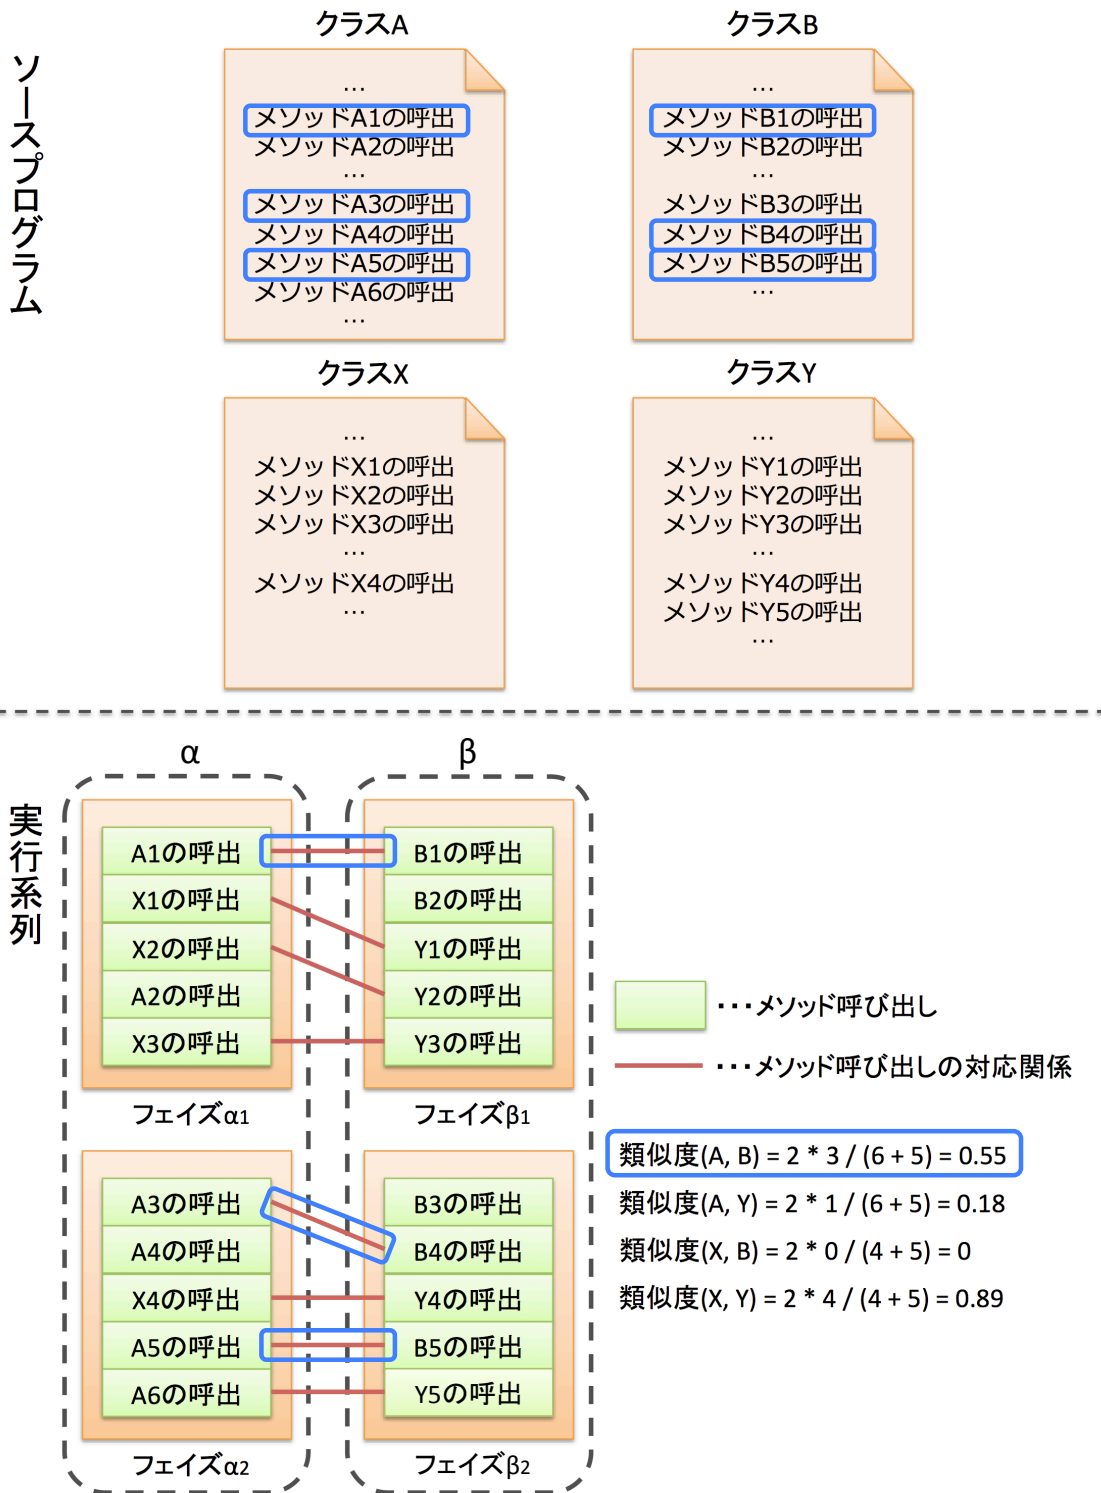 ソースプログラム
クラスA
…
メソッドA1の呼出
メソッドA2の呼出
…
メソッドA3の呼出
メソッドA4の呼出
メソッドA5の呼出
メソッドA6の呼出
…
クラスB
…
メソッドB1の呼出
メソッドB2の呼出
…
メソッドB3の呼出
メソッドB4の呼出
メソッドB5の呼出
…
クラスX
…
メソッドX1の呼出
メソッドX2の呼出
メソッドX3の呼出
…
メソッドX4の呼出
…
クラスY
…
メソッドY1の呼出
メソッドY2の呼出
メソッドY3の呼出
…
メソッドY4の呼出
メソッドY5の呼出
…
実行系列
α
A1の呼出
X1の呼出
X2の呼出
A2の呼出
X3の呼出
フェイズα1
A3の呼出
A4の呼出
X4の呼出
A5の呼出
A6の呼出
フェイズα2
β
B1の呼出
B2の呼出
Y1の呼出
Y2の呼出
Y3の呼出
フェイズβ1
B3の呼出
B4の呼出
Y4の呼出
B5の呼出
Y5の呼出
フェイズβ2
･･･メソッド呼び出し
･･･メソッド呼び出しの対応関係
類似度(A, B) = 2 * 3 / (6 + 5) = 0.55
類似度(A, Y) = 2 * 1 / (6 + 5) = 0.18
類似度(X, B) = 2 * 0 / (4 + 5) = 0
類似度(X, Y) = 2 * 4 / (4 + 5) = 0.89